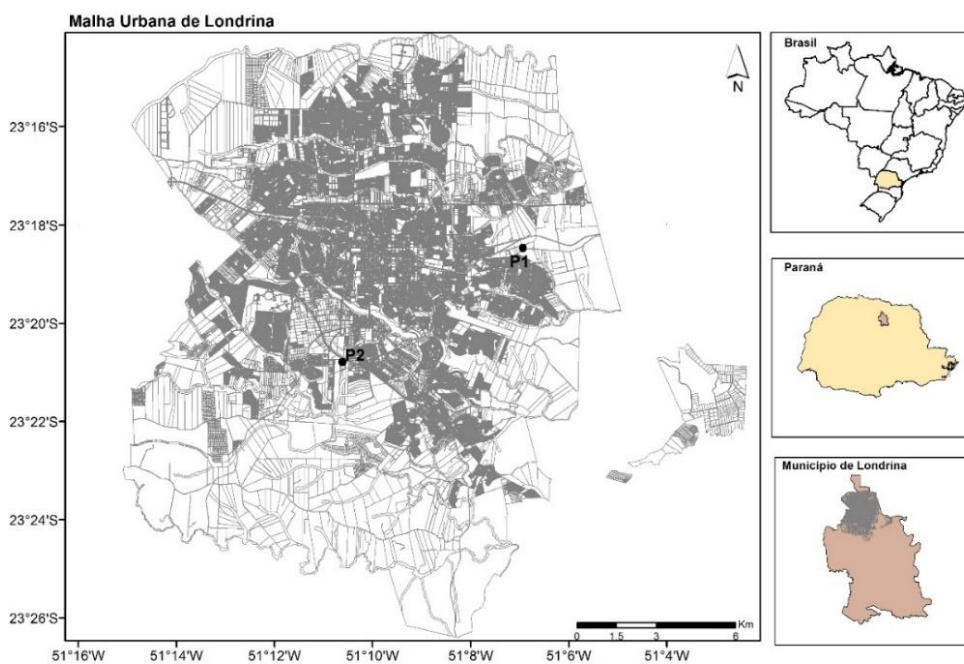 Malha Urbana de Londrina
N
23°16'S
23°18'S
23°20'S
23°22'S
23°24'S
23°26'S
P1
P2
Km
0 1.5 3 6
51°16'W 51°14'W 51°12'W 51°10'W 51°8'W 51°6'W 51°4'W
Brasil
Paraná
Município de Londrina